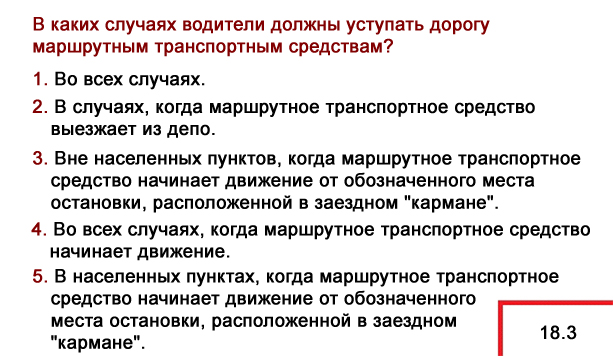 В каких случаях водители должны уступать дорогу
маршрутным транспортным средствам?
1. Во всех случаях.
2. В случаях, когда маршрутное транспортное средство
выезжает из депо.
3. Вне населенных пунктов, когда маршрутное транспортное
средство начинает движение от обозначенного места
остановки, расположенной в заездном "кармане".
4. Во всех случаях, когда маршрутное транспортное средство
начинает движение.
5. В населенных пунктах, когда маршрутное транспортное
средство начинает движение от обозначенного
места остановки, расположенной в заездном
"кармане".
18.3